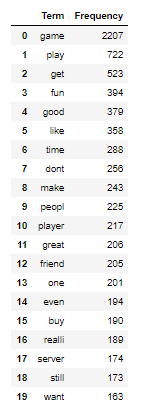 Term Frequency
0 game 2207
1 play 722
2 get 523
3 fun 394
4 good 379
5 like 358
6 time 288
7 dont 256
8 make 243
9 peopl 225
10 player 217
11 great 206
12 friend 205
13 one 201
14 even 194
15 buy 190
16 realli 189
17 server 174
18 still 173
19 want 163